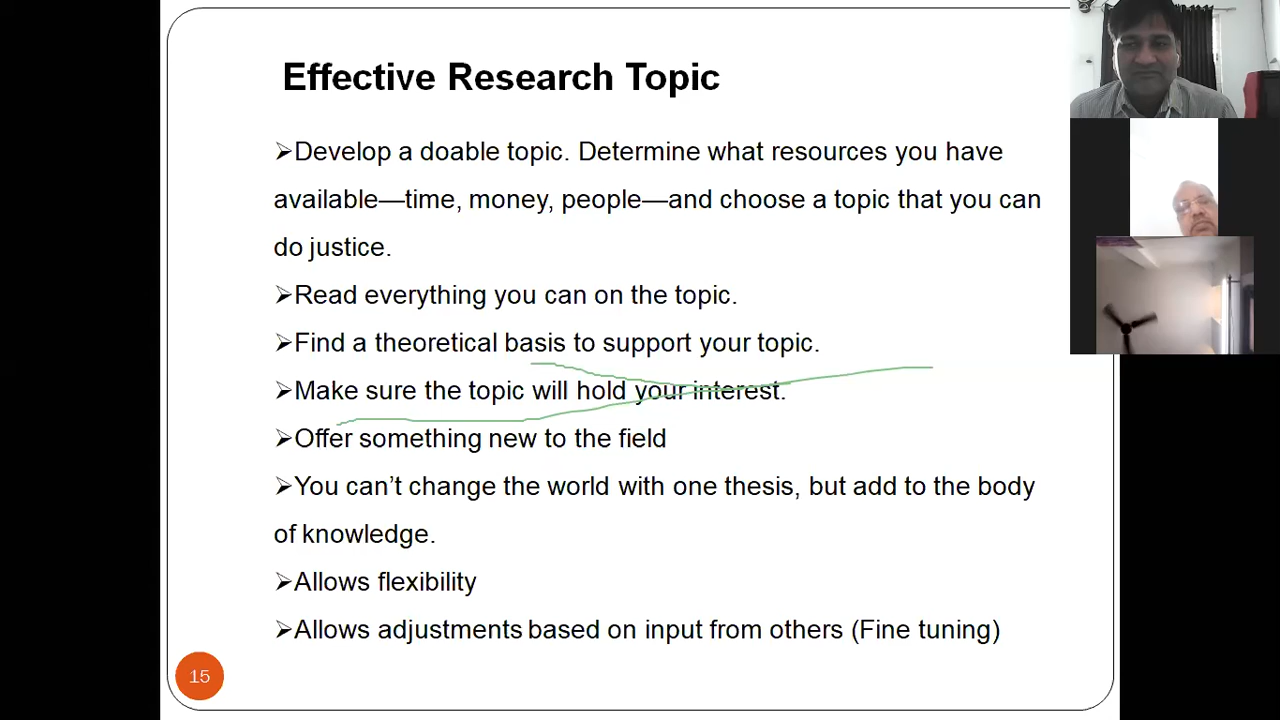 Effective Research Topic
➢Develop a doable topic. Determine what resources you have
available—time, money, people—and choose a topic that you can
do justice.
➢Read everything you can on the topic.
➢Find a theoretical basis to support your topic.
➢Make sure the topic will hold your interest.
➢Offer something new to the field
➢You can’t change the world with one thesis, but add to the body
of knowledge.
➢Allows flexibility
➢Allows adjustments based on input from others (Fine tuning)
15